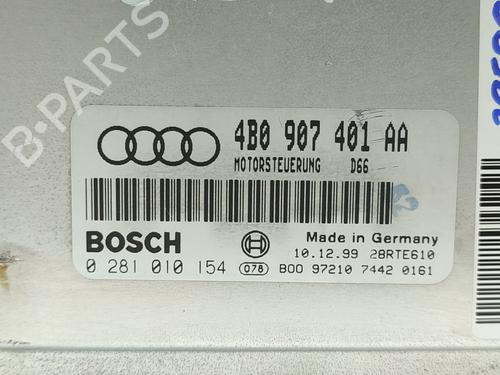 B-PARTS
4B0 907 401 AA
MOTORSTEUERUNG D66
BOSCH
Made in Germany
10.12.99 28RTE610
0 281 010 154 078 B00 97210 7442 0161